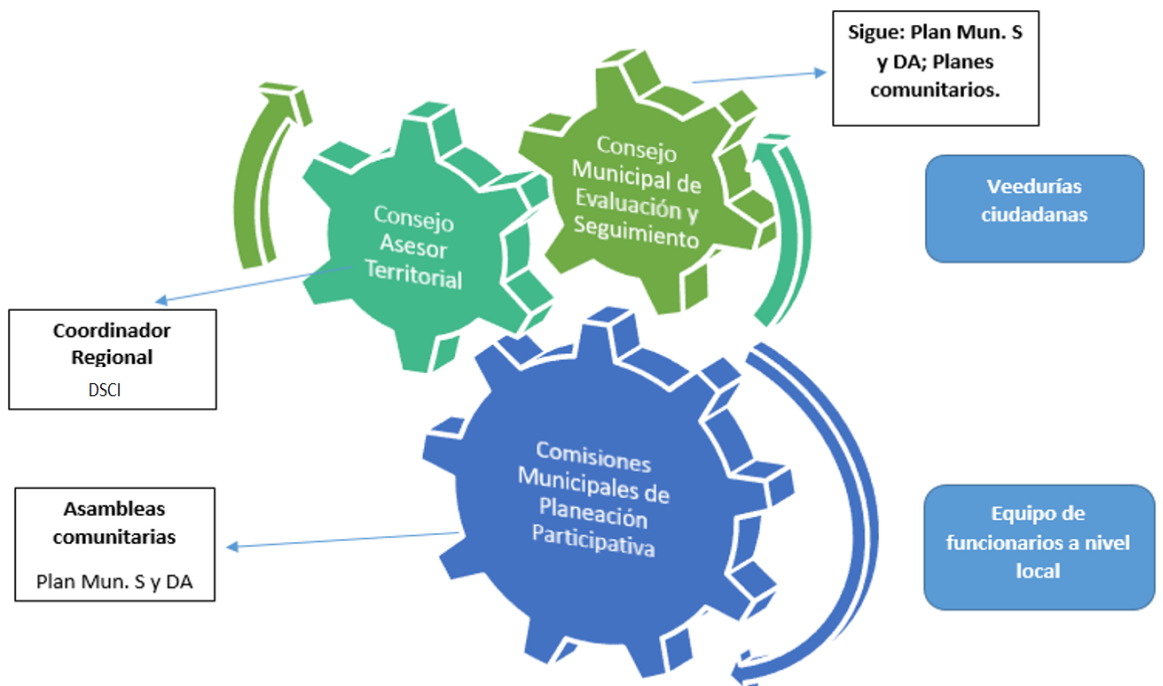 Sigue: Plan Mun. S
y DA; Planes
comunitarios.
Consejo
Municipal de
Evaluación y
Seguimiento
Veedurías
ciudadanas
Consejo
Asesor
Territorial
Coordinador
Regional
DSCI
Comisiones
Municipales de
Planeación
Participativa
Asambleas
comunitarias
Plan Mun. S y DA
Equipo de
funcionarios a nivel
local